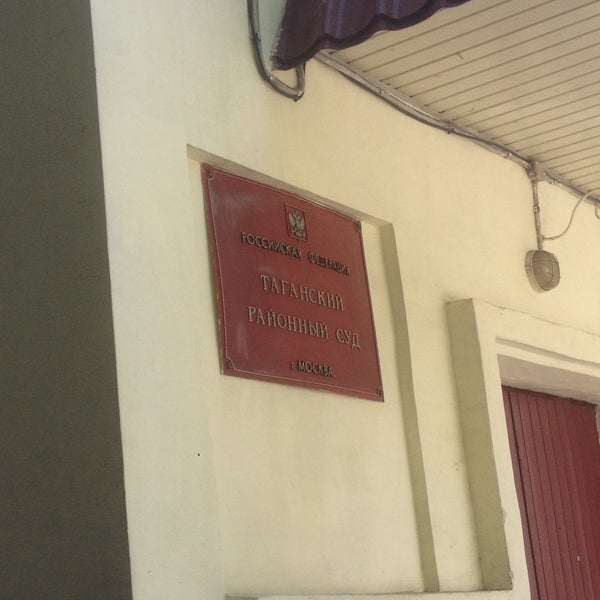 РОССИЙСКАЯ ФЕДЕРАЦИЯ
ТАГАНСКИЙ
РАЙОННЫЙ СУД
г МОСКВА